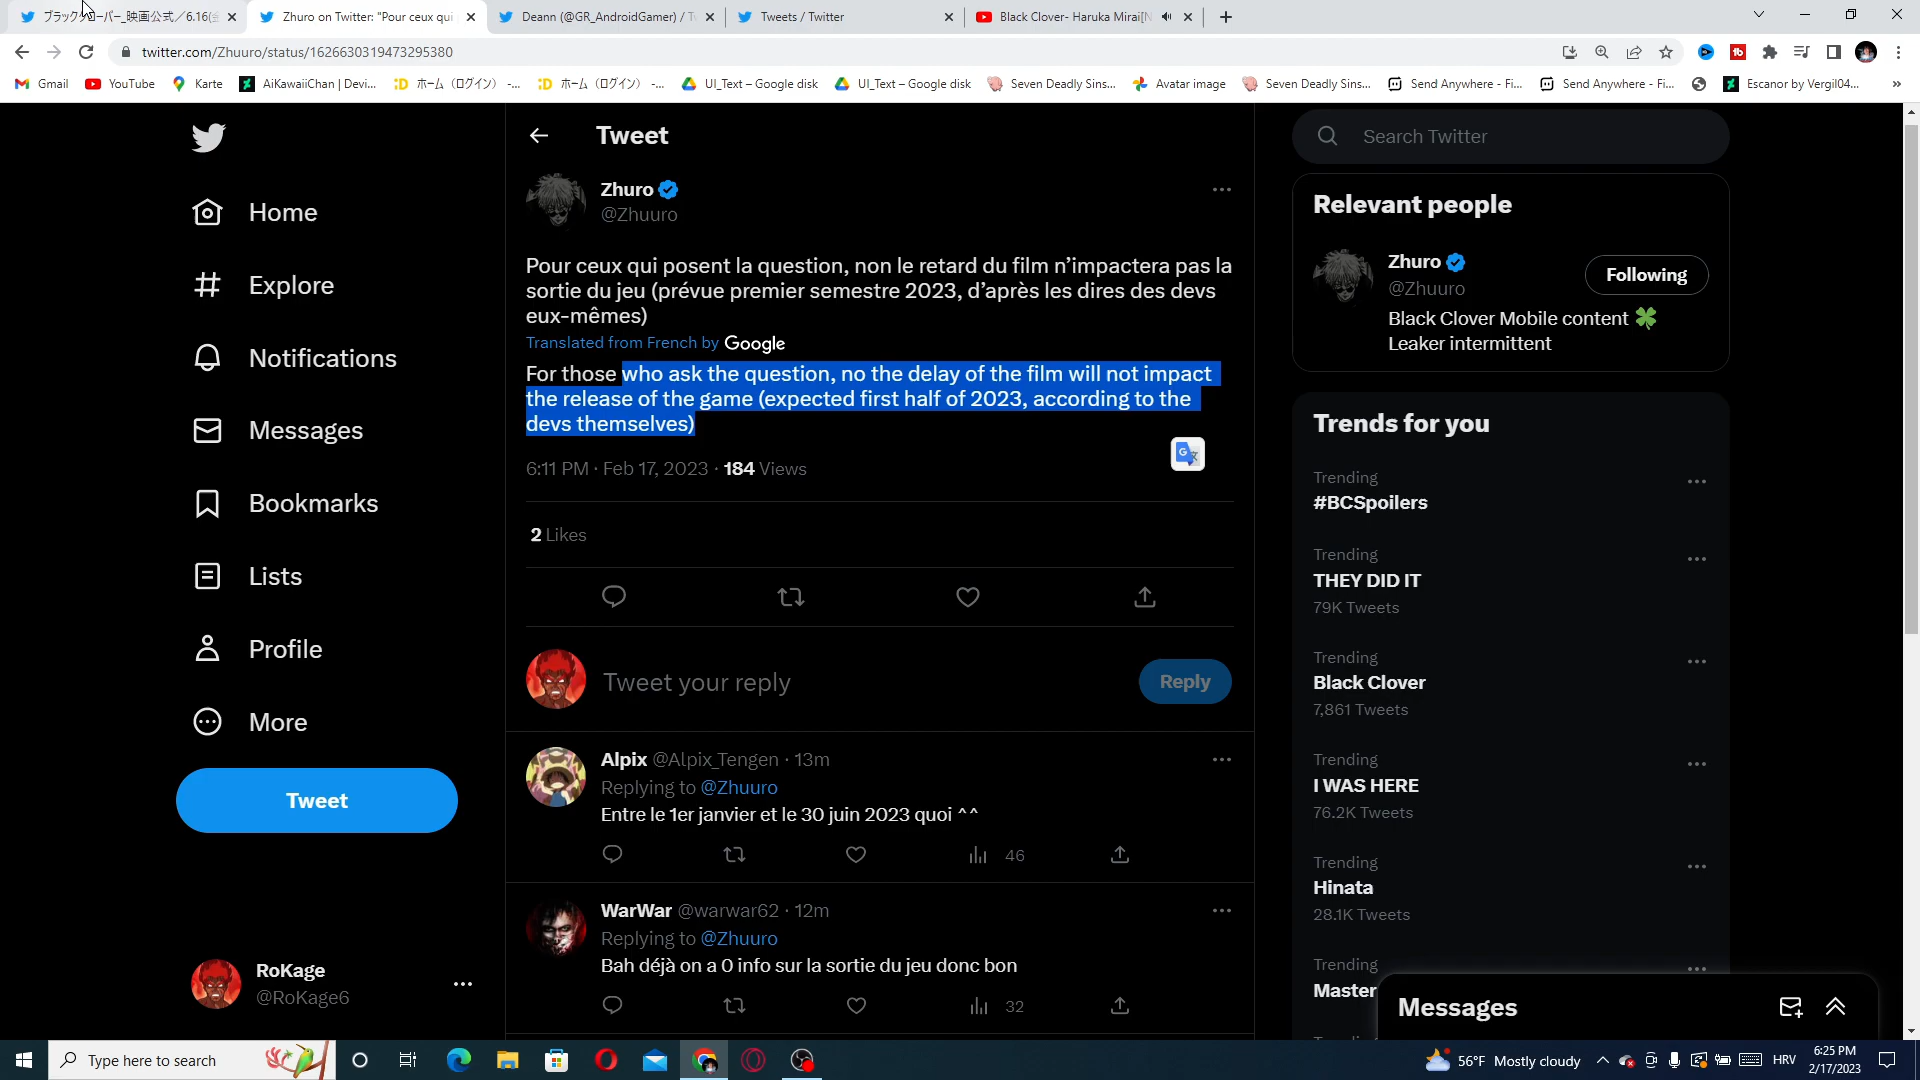 ブラッククローバー_映画公式／6.16(金
Zhuro on Twitter: "Pour ceux qui
Deann (@GR_AndroidGamer) / Tw
Tweets / Twitter
Black Clover- Haruka Mirai[N
twitter.com/Zhuuro/status/1626630319473295380
Gmail
YouTube
Karte
AiKawaiiChan | Devi...
ホーム（ログイン） -...
ホーム（ログイン） -...
UI_Text – Google disk
UI_Text – Google disk
Seven Deadly Sins...
Avatar image
Seven Deadly Sins...
Send Anywhere - Fi...
Send Anywhere - Fi...
Escanor by Vergil04...
»
Home
Explore
Notifications
Messages
Bookmarks
Lists
Profile
More
Tweet
RoKage
@RoKage6
Tweet
Zhuro
@Zhuuro
Pour ceux qui posent la question, non le retard du film n’impactera pas la
sortie du jeu (prévue premier semestre 2023, d’après les dires des devs
eux-mêmes)
Translated from French by Google
For those who ask the question, no the delay of the film will not impact
the release of the game (expected first half of 2023, according to the
devs themselves)
6:11 PM · Feb 17, 2023 · 184 Views
2 Likes
Tweet your reply
Reply
Alpix @Alpix_Tengen · 13m
Replying to @Zhuuro
Entre le 1er janvier et le 30 juin 2023 quoi ^^
46
WarWar @warwar62 · 12m
Replying to @Zhuuro
Bah déjà on a 0 info sur la sortie du jeu donc bon
32
Search Twitter
Relevant people
Zhuro
@Zhuuro
Following
Black Clover Mobile content
Leaker intermittent
Trends for you
Trending
#BCSpoilers
Trending
THEY DID IT
79K Tweets
Trending
Black Clover
7,861 Tweets
Trending
I WAS HERE
76.2K Tweets
Trending
Hinata
28.1K Tweets
Trending
Master
Messages
Type here to search
56°F Mostly cloudy
HRV
6:25 PM
2/17/2023